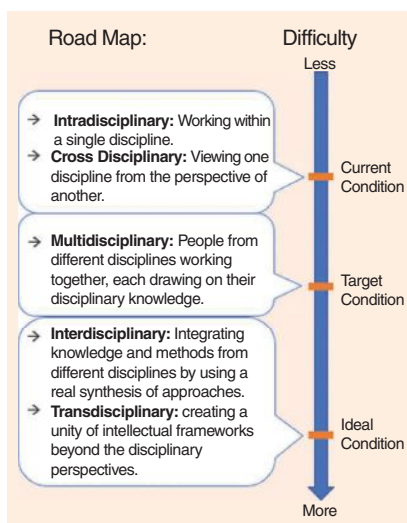 Road Map:
Difficulty
Less
→ Intradisciplinary: Working within
a single discipline.
→ Cross Disciplinary: Viewing one
discipline from the perspective of
another.
Current
Condition
→ Multidisciplinary: People from
different disciplines working
together, each drawing on their
disciplinary knowledge.
Target
Condition
→ Interdisciplinary: Integrating
knowledge and methods from
different disciplines by using a
real synthesis of approaches.
→ Transdisciplinary: creating a
unity of intellectual frameworks
beyond the disciplinary
perspectives.
Ideal
Condition
More